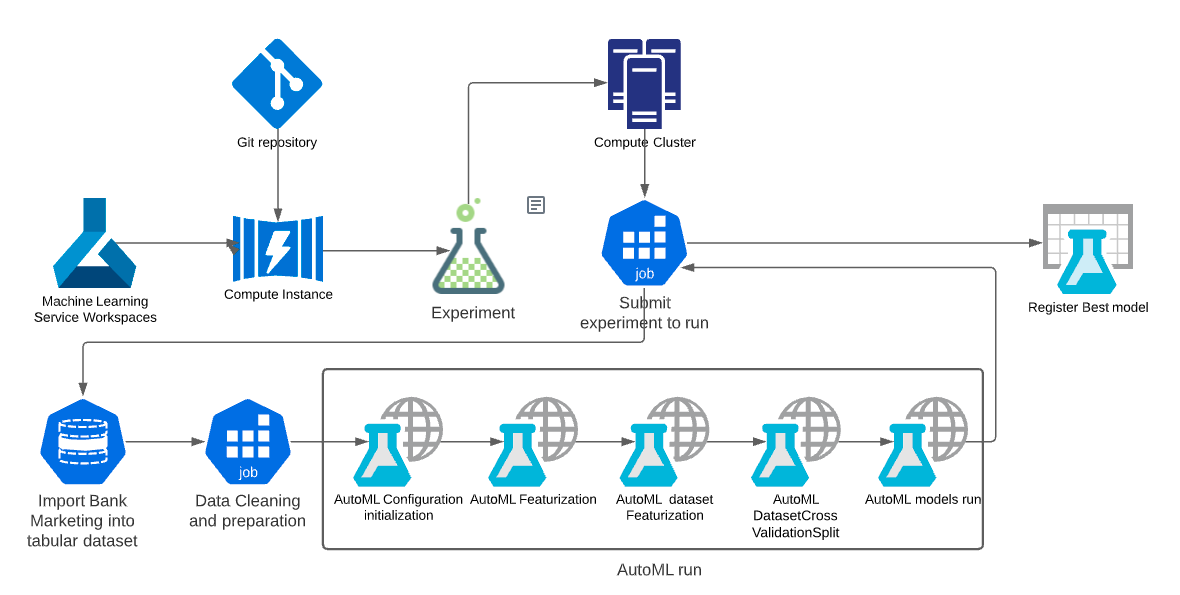 Git repository
Compute Cluster
job
Machine Learning
Service Workspaces
Compute Instance
Experiment
Submit
experiment to run
Register Best model
job
Import Bank
Marketing into
tabular dataset
Data Cleaning
and preparation
AutoML Configuration
initialization
AutoML Featurization
AutoML dataset
Featurization
AutoML
DatasetCross
ValidationSplit
AutoML models run
AutoML run